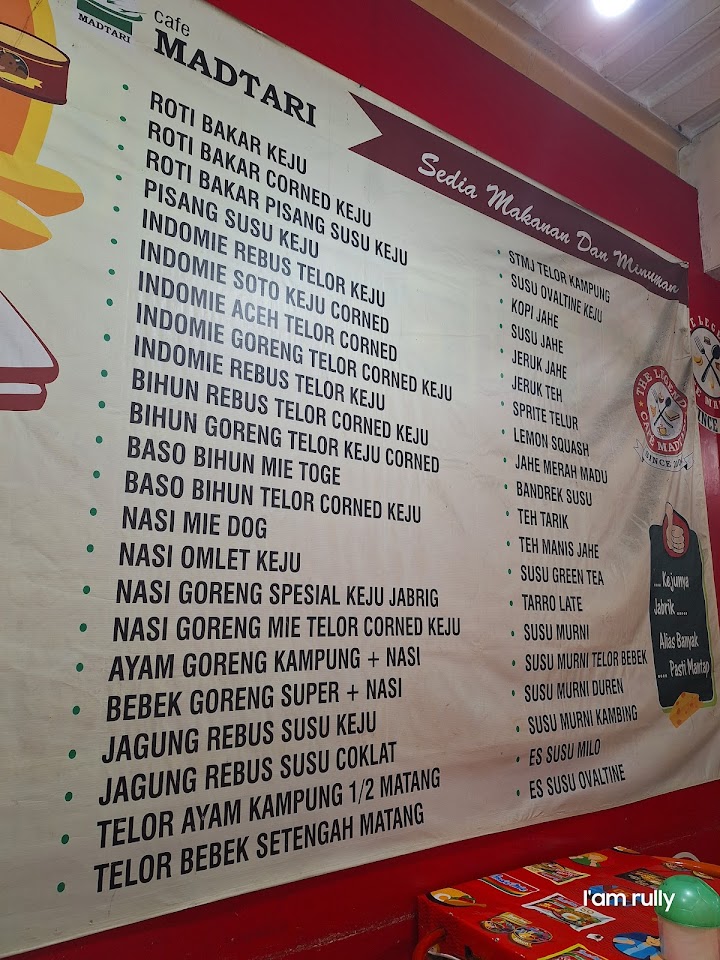 MADTARI
Cafe
MADTARI
Sedia Makanan Dan Minuman
ROTI BAKAR KEJU
ROTI BAKAR CORNED KEJU
ROTI BAKAR PISANG SUSU KEJU
PISANG SUSU KEJU
INDOMIE REBUS TELOR KEJU
INDOMIE SOTO KEJU CORNED
INDOMIE ACEH TELOR CORNED
INDOMIE GORENG TELOR CORNED KEJU
INDOMIE REBUS TELOR KEJU
BIHUN REBUS TELOR CORNED KEJU
BIHUN GORENG TELOR KEJU CORNED
BASO BIHUN MIE TOGE
BASO BIHUN TELOR CORNED KEJU
NASI MIE DOG
NASI OMLET KEJU
NASI GORENG SPESIAL KEJU JABRIG
NASI GORENG MIE TELOR CORNED KEJU
AYAM GORENG KAMPUNG + NASI
BEBEK GORENG SUPER + NASI
JAGUNG REBUS SUSU KEJU
JAGUNG REBUS SUSU COKLAT
TELOR AYAM KAMPUNG 1/2 MATANG
TELOR BEBEK SETENGAH MATANG
STMJ TELOR KAMPUNG
SUSU OVALTINE KEJU
KOPI JAHE
SUSU JAHE
JERUK JAHE
JERUK TEH
SPRITE TELUR
LEMON SQUASH
JAHE MERAH MADU
BANDREK SUSU
TEH TARIK
TEH MANIS JAHE
SUSU GREEN TEA
TARRO LATE
SUSU MURNI
SUSU MURNI TELOR BEBEK
SUSU MURNI DUREN
SUSU MURNI KAMBING
ES SUSU MILO
ES SUSU OVALTINE
THE LEGEND
CAFE
SINCE
.... Kejunya
Jabrik .....
Alias Banyak
.... Pasti Mantap
I'am rully